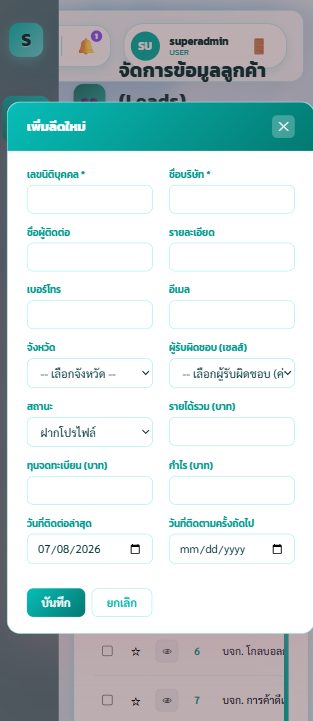 S
1
SU
superadmin
USER
จัดการข้อมูลลูกค้า
(Leads)
เพิ่มลีดใหม่
เลขนิติบุคคล *
ชื่อบริษัท *
ชื่อผู้ติดต่อ
รายละเอียด
เบอร์โทร
อีเมล
จังหวัด
ผู้รับผิดชอบ (เซลล์)
-- เลือกจังหวัด --
-- เลือกผู้รับผิดชอบ (ค่
สถานะ
รายได้รวม (บาท)
ฝากโปรไฟล์
ทุนจดทะเบียน (บาท)
กำไร (บาท)
วันที่ติดต่อล่าสุด
วันที่ติดตามครั้งถัดไป
07/08/2026
mm/dd/yyyy
บันทึก
ยกเลิก
6
บจก. โกลบอล
7
บจก. การค้าดี